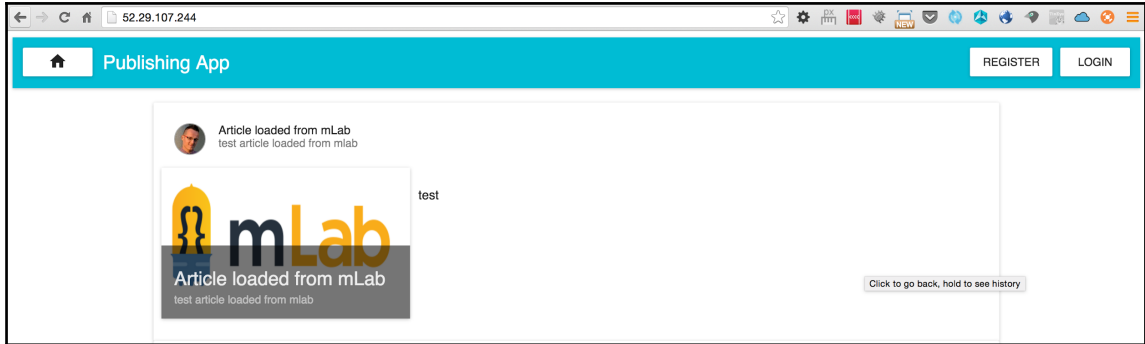 52.29.107.244
NEW
Publishing App
REGISTER
LOGIN
Article loaded from mLab
test article loaded from mlab
test
{} mLab
Article loaded from mLab
test article loaded from mlab
Click to go back, hold to see history